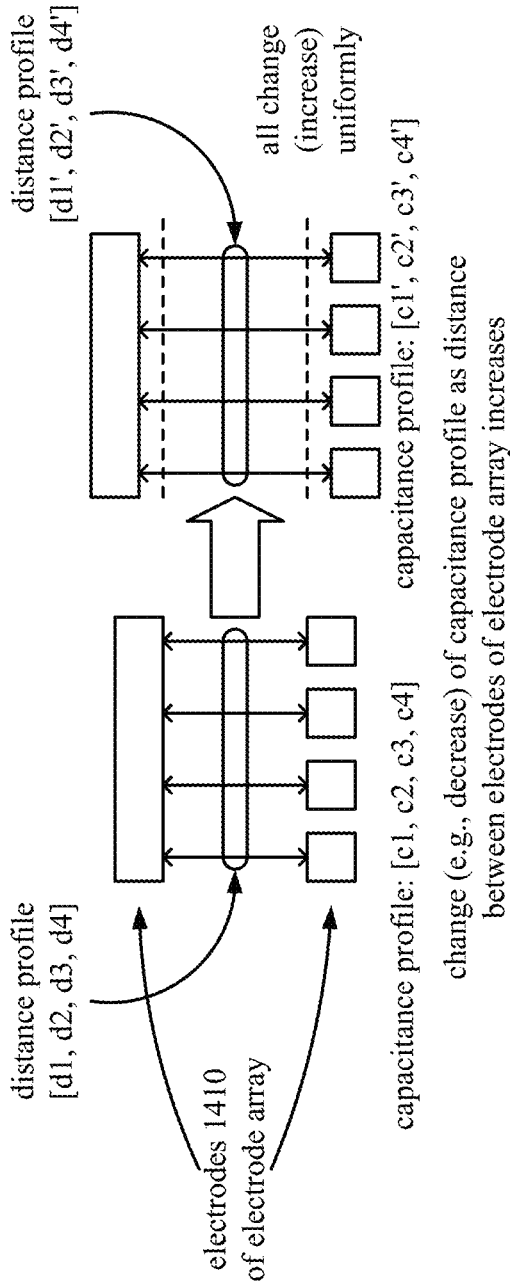 distance profile
[d1, d2, d3, d4]
distance profile
[d1', d2', d3', d4']
electrodes 1410
of electrode array
all change
(increase)
uniformly
capacitance profile: [c1, c2, c3, c4]
capacitance profile: [c1', c2', c3', c4']
change (e.g., decrease) of capacitance profile as distance
between electrodes of electrode array increases